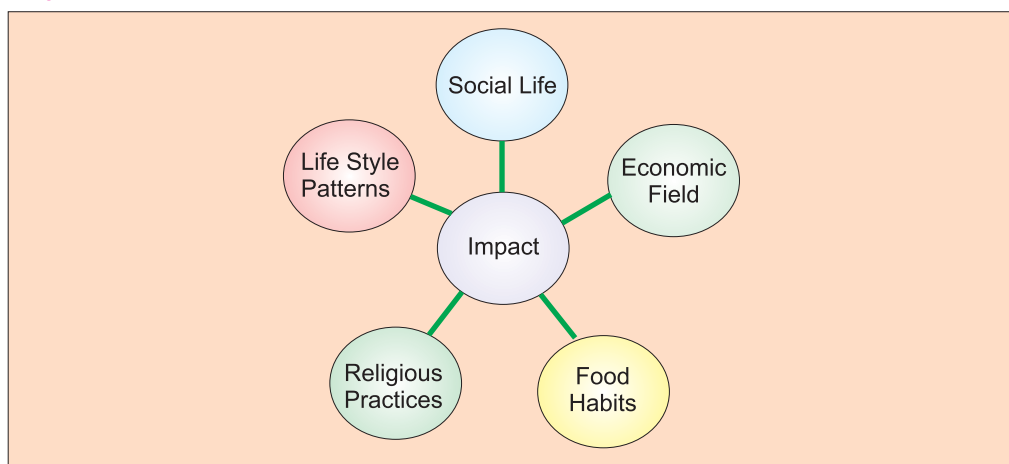 Social Life
Life Style
Patterns
Economic
Field
Impact
Religious
Practices
Food
Habits